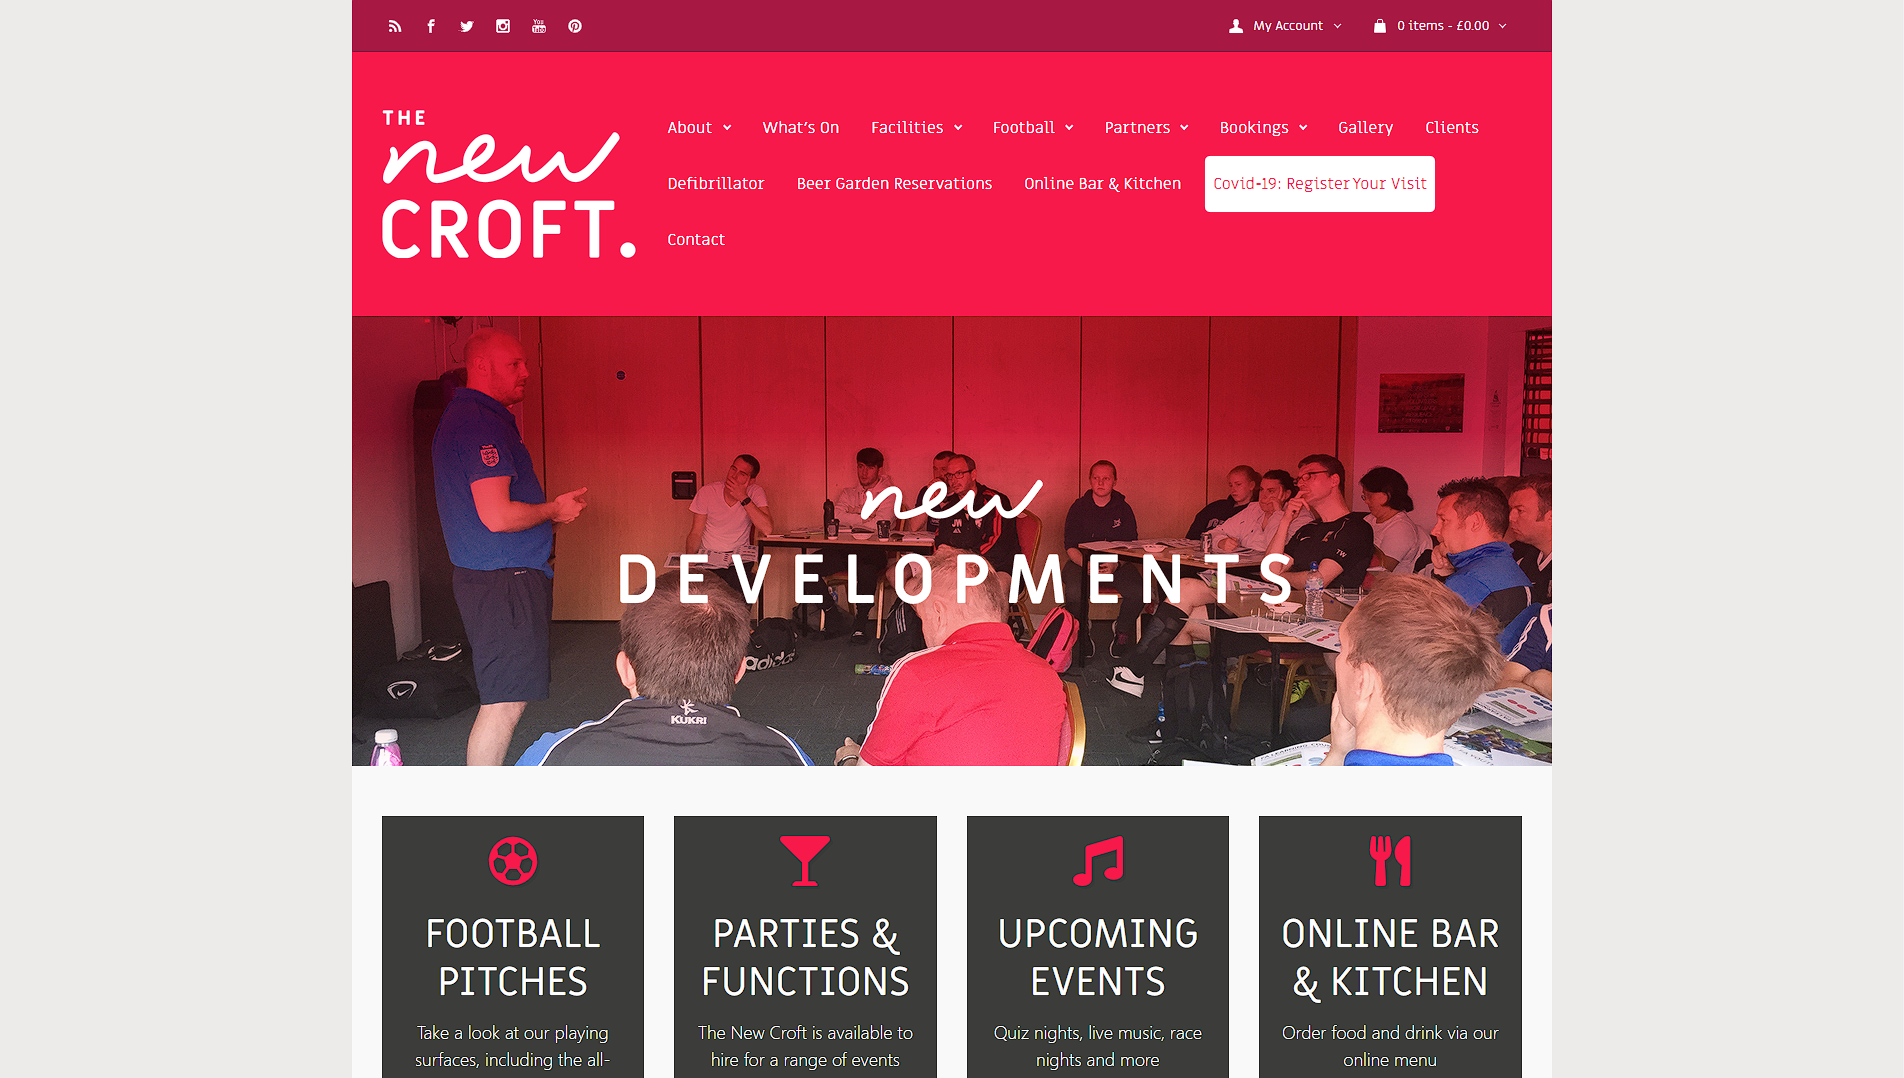 My Account
0 items - £0.00
THE
new
CROFT.
About
What's On
Facilities
Football
Partners
Bookings
Gallery
Clients
Defibrillator
Beer Garden Reservations
Online Bar & Kitchen
Covid-19: Register Your Visit
Contact
new
DEVELOPMENTS
JM
TW
adidas
KUKRI
FOOTBALL
PITCHES
Take a look at our playing
surfaces, including the all-
PARTIES &
FUNCTIONS
The New Croft is available to
hire for a range of events
UPCOMING
EVENTS
Quiz nights, live music, race
nights and more
ONLINE BAR
& KITCHEN
Order food and drink via our
online menu